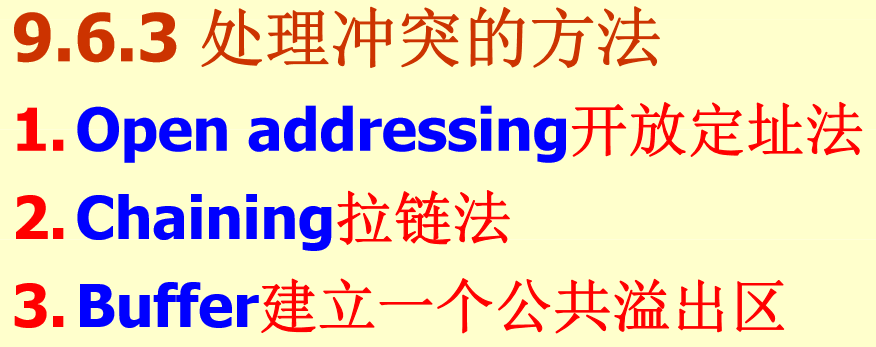 9.6.3 处理冲突的方法
1. Open addressing开放定址法
2. Chaining拉链法
3. Buffer建立一个公共溢出区